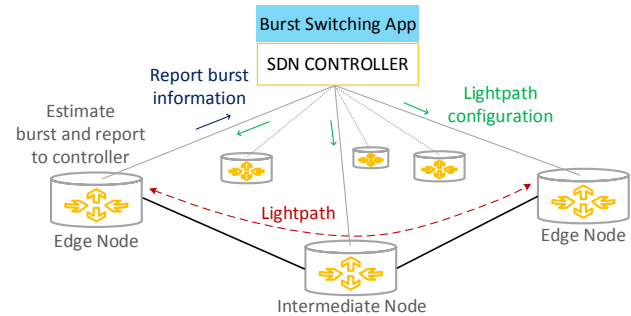 Burst Switching App
SDN CONTROLLER
Report burst
information
Lightpath
configuration
Estimate
burst and report
to controller
Lightpath
Edge Node
Edge Node
Intermediate Node